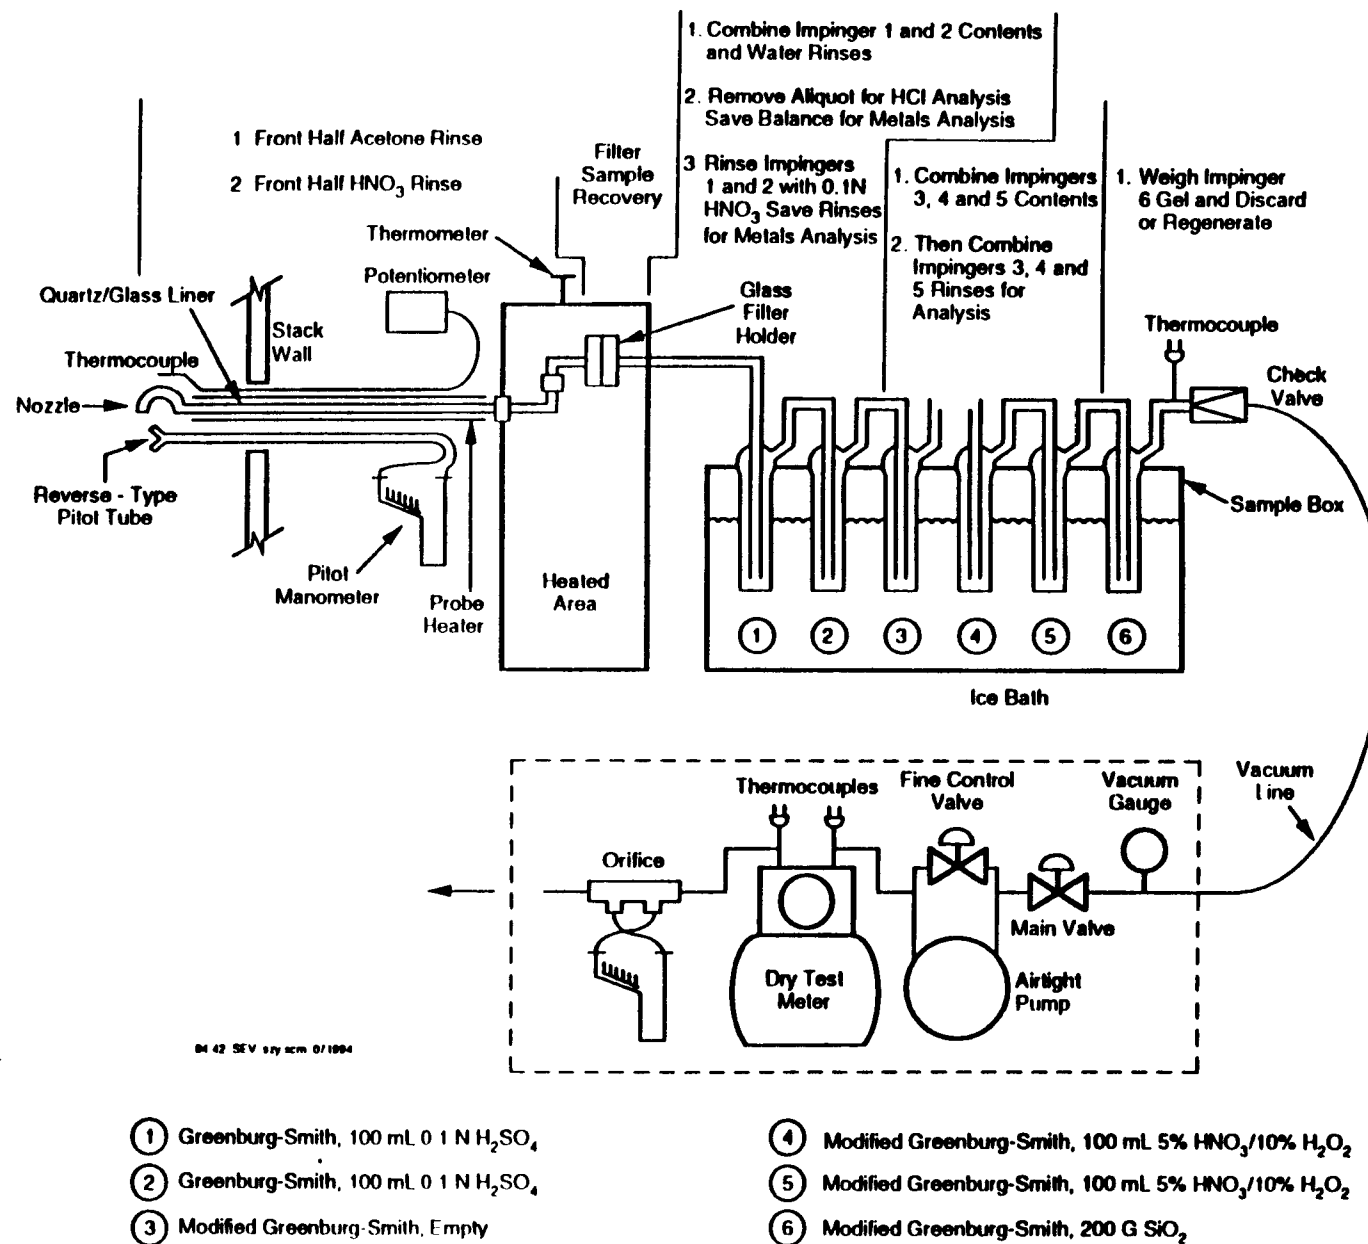 1. Combine Impinger 1 and 2 Contents
and Water Rinses
2. Remove Aliquot for HCl Analysis
Save Balance for Metals Analysis
3 Rinse Impingers
1 and 2 with 0.1N
HNO3 Save Rinses
for Metals Analysis
1 Front Half Acetone Rinse
2 Front Half HNO3 Rinse
Filter
Sample
Recovery
1. Combine Impingers
3, 4 and 5 Contents
2. Then Combine
Impingers 3, 4 and
5 Rinses for
Analysis
1. Weigh Impinger
6 Gel and Discard
or Regenerate
Thermometer
Potentiometer
Quartz/Glass Liner
Stack
Wall
Thermocouple
Nozzle
Reverse - Type
Pitot Tube
Pitot
Manometer
Probe
Heater
Heated
Area
Glass
Filter
Holder
Thermocouple
Check
Valve
Sample Box
1
2
3
4
5
6
Ice Bath
Vacuum
Line
Thermocouples
Fine Control
Valve
Vacuum
Gauge
Orifice
Main Valve
Dry Test
Meter
Airtight
Pump
1 Greenburg-Smith, 100 mL 0 1 N H2SO4
2 Greenburg-Smith, 100 mL 0 1 N H2SO4
3 Modified Greenburg-Smith, Empty
4 Modified Greenburg-Smith, 100 mL 5% HNO3/10% H2O2
5 Modified Greenburg-Smith, 100 mL 5% HNO3/10% H2O2
6 Modified Greenburg-Smith, 200 G SiO2